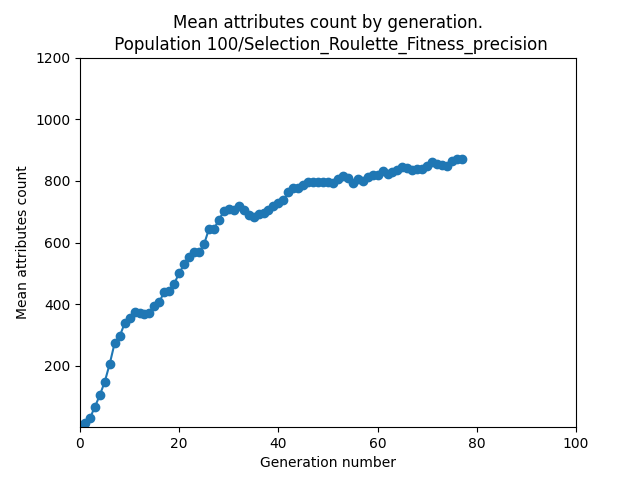 Mean attributes count by generation.
Population 100/Selection_Roulette_Fitness_precision
1200
1000
800
600
400
200
Mean attributes count
0 20 40 60 80 100
Generation number